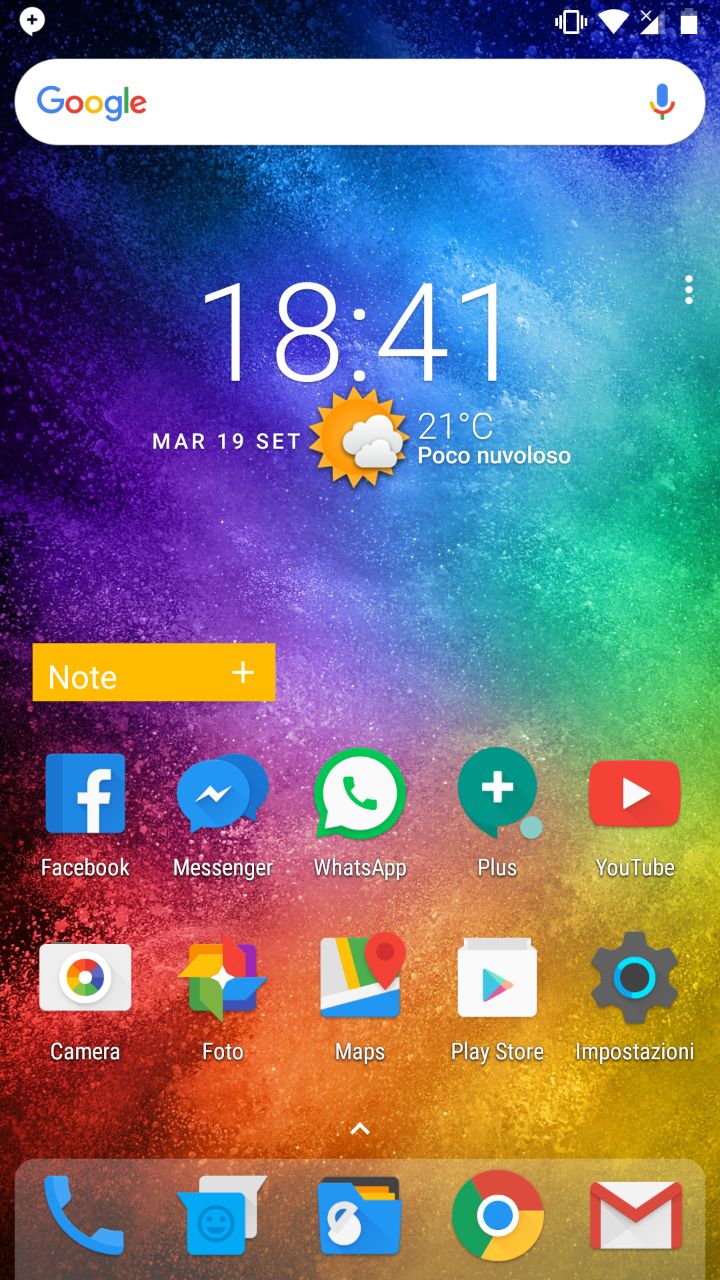 Google
18:41
MAR 19 SET
21°C
Poco nuvoloso
Note +
Facebook
Messenger
WhatsApp
Plus
YouTube
Camera
Foto
Maps
Play Store
Impostazioni